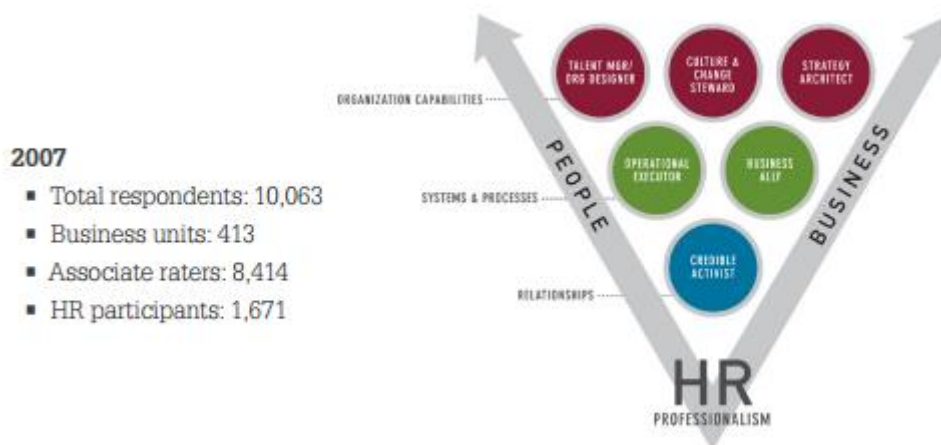 2007
▪ Total respondents: 10,063
▪ Business units: 413
▪ Associate raters: 8,414
▪ HR participants: 1,671
TALENT MGR/
ORG DESIGNER
CULTURE &
CHANGE
STEWARD
STRATEGY
ARCHITECT
ORGANIZATION CAPABILITIES
PEOPLE
BUSINESS
OPERATIONAL
EXECUTOR
BUSINESS
ALLY
SYSTEMS & PROCESSES
CREDIBLE
ACTIVIST
RELATIONSHIPS
HR
PROFESSIONALISM